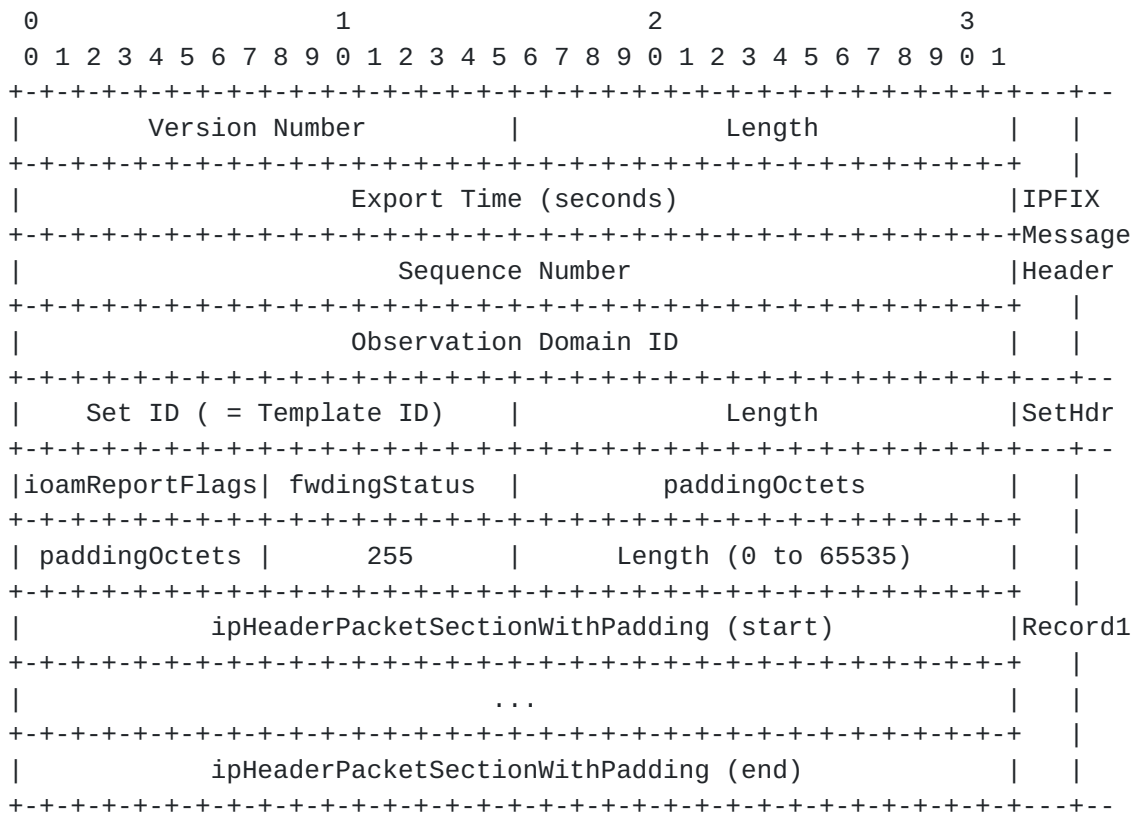 0                   1                   2                   3
 0 1 2 3 4 5 6 7 8 9 0 1 2 3 4 5 6 7 8 9 0 1 2 3 4 5 6 7 8 9 0 1
+-+-+-+-+-+-+-+-+-+-+-+-+-+-+-+-+-+-+-+-+-+-+-+-+-+-+-+-+-+-+-+-+---+--
|        Version Number         |             Length            |   |
+-+-+-+-+-+-+-+-+-+-+-+-+-+-+-+-+-+-+-+-+-+-+-+-+-+-+-+-+-+-+-+-+   |
|                     Export Time (seconds)                     |IPFIX
+-+-+-+-+-+-+-+-+-+-+-+-+-+-+-+-+-+-+-+-+-+-+-+-+-+-+-+-+-+-+-+-+Message
|                        Sequence Number                        |Header
+-+-+-+-+-+-+-+-+-+-+-+-+-+-+-+-+-+-+-+-+-+-+-+-+-+-+-+-+-+-+-+-+   |
|                     Observation Domain ID                     |   |
+-+-+-+-+-+-+-+-+-+-+-+-+-+-+-+-+-+-+-+-+-+-+-+-+-+-+-+-+-+-+-+-+---+--
|    Set ID ( = Template ID)    |             Length            |SetHdr
+-+-+-+-+-+-+-+-+-+-+-+-+-+-+-+-+-+-+-+-+-+-+-+-+-+-+-+-+-+-+-+-+---+--
|ioamReportFlags| fwdingStatus  |         paddingOctets         |   |
+-+-+-+-+-+-+-+-+-+-+-+-+-+-+-+-+-+-+-+-+-+-+-+-+-+-+-+-+-+-+-+-+   |
| paddingOctets |      255      |      Length (0 to 65535)      |   |
+-+-+-+-+-+-+-+-+-+-+-+-+-+-+-+-+-+-+-+-+-+-+-+-+-+-+-+-+-+-+-+-+   |
|            ipHeaderPacketSectionWithPadding (start)           |Record1
+-+-+-+-+-+-+-+-+-+-+-+-+-+-+-+-+-+-+-+-+-+-+-+-+-+-+-+-+-+-+-+-+   |
|                              ...                              |   |
+-+-+-+-+-+-+-+-+-+-+-+-+-+-+-+-+-+-+-+-+-+-+-+-+-+-+-+-+-+-+-+-+   |
|            ipHeaderPacketSectionWithPadding (end)             |   |
+-+-+-+-+-+-+-+-+-+-+-+-+-+-+-+-+-+-+-+-+-+-+-+-+-+-+-+-+-+-+-+-+---+--